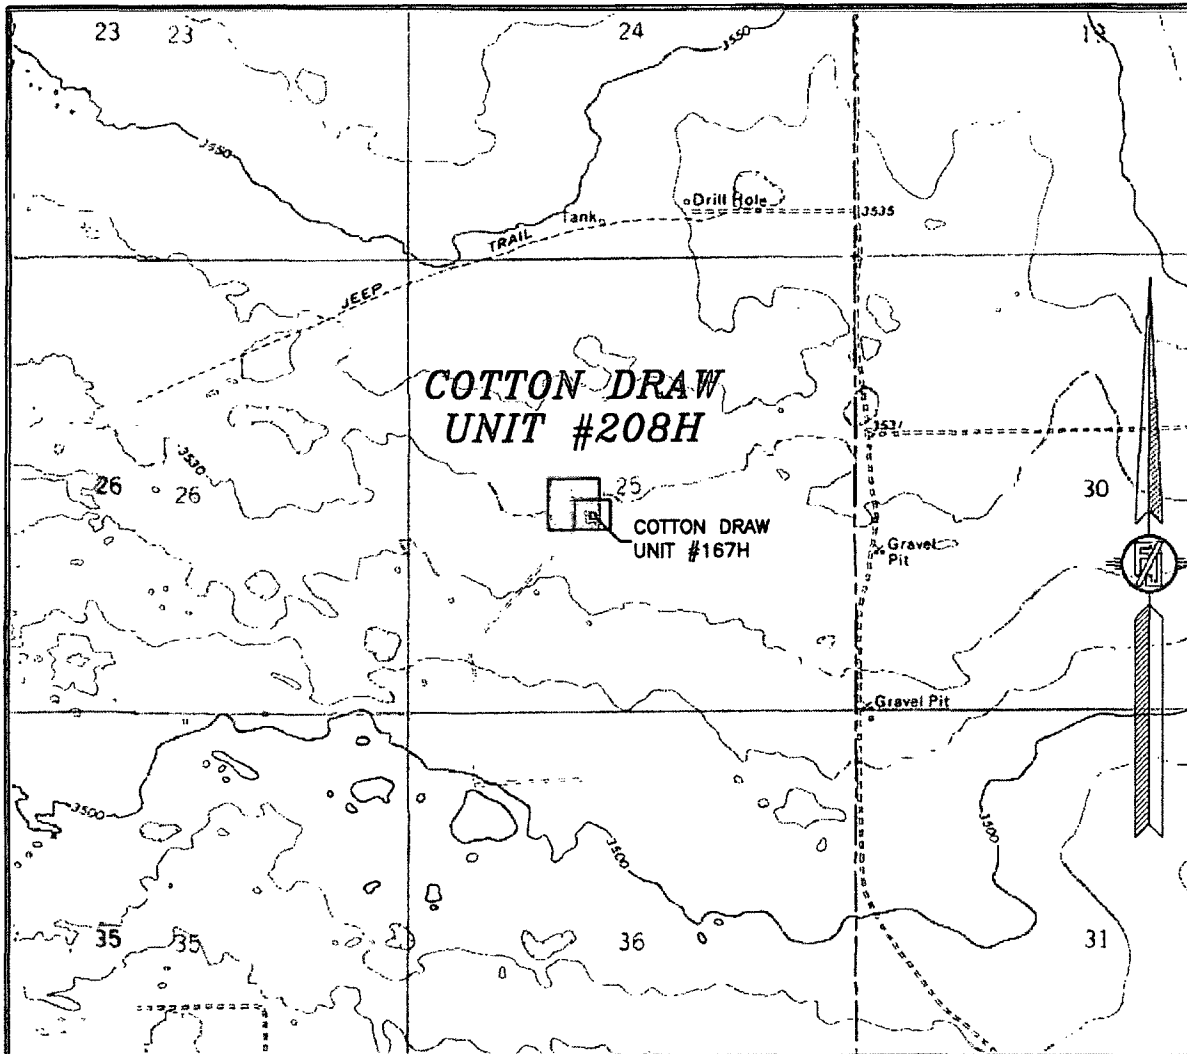 23 23 24 19
3550
3550
Drill Hole
Tank
3535
TRAIL
JEEP
COTTON DRAW
UNIT #208H
3531
3530
26 26 25 30
COTTON DRAW
UNIT #167H
Gravel
Pit
Gravel Pit
3500
3500
3500
35 35 36 31